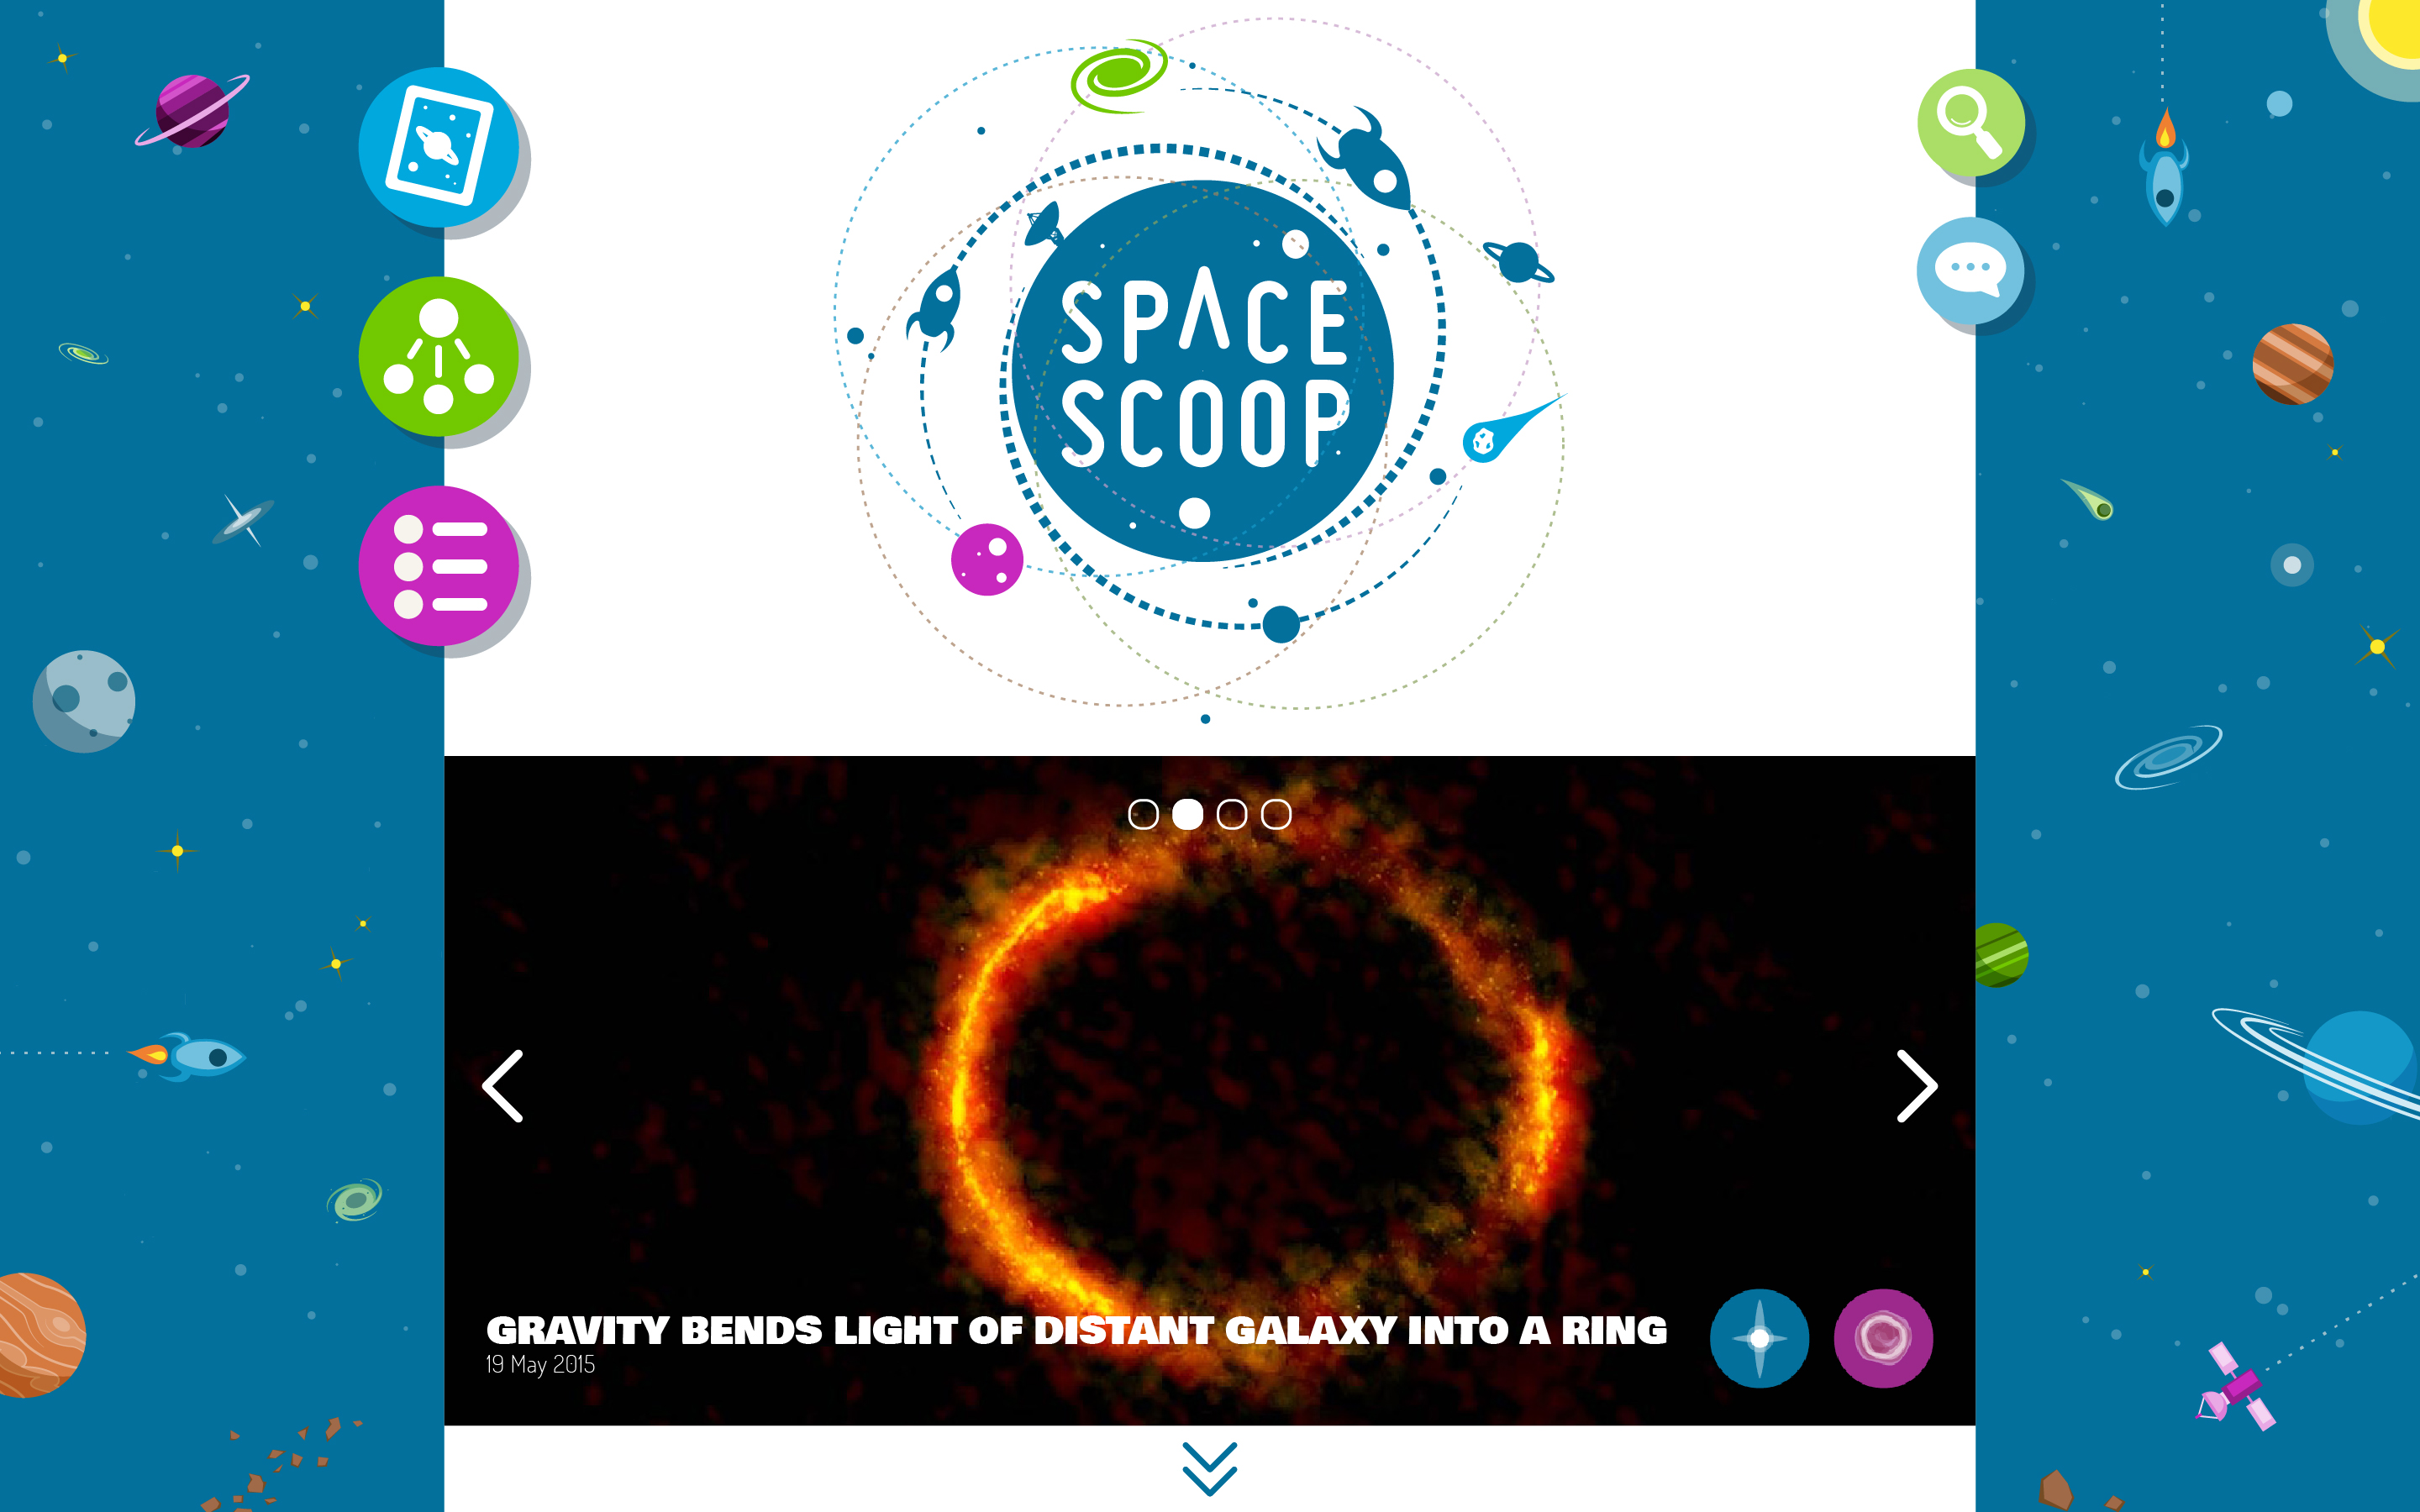 SPACE
SCOOP
GRAVITY BENDS LIGHT OF DISTANT GALAXY INTO A RING
19 May 2015